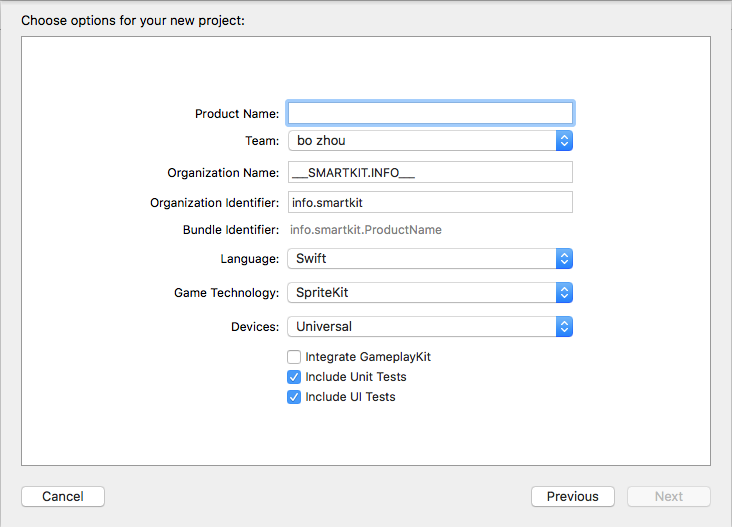 Choose options for your new project:
Product Name:
Team: bo zhou
Organization Name: ___SMARTKIT.INFO___
Organization Identifier: info.smartkit
Bundle Identifier: info.smartkit.ProductName
Language: Swift
Game Technology: SpriteKit
Devices: Universal
Integrate GameplayKit
Include Unit Tests
Include UI Tests
Cancel Previous Next